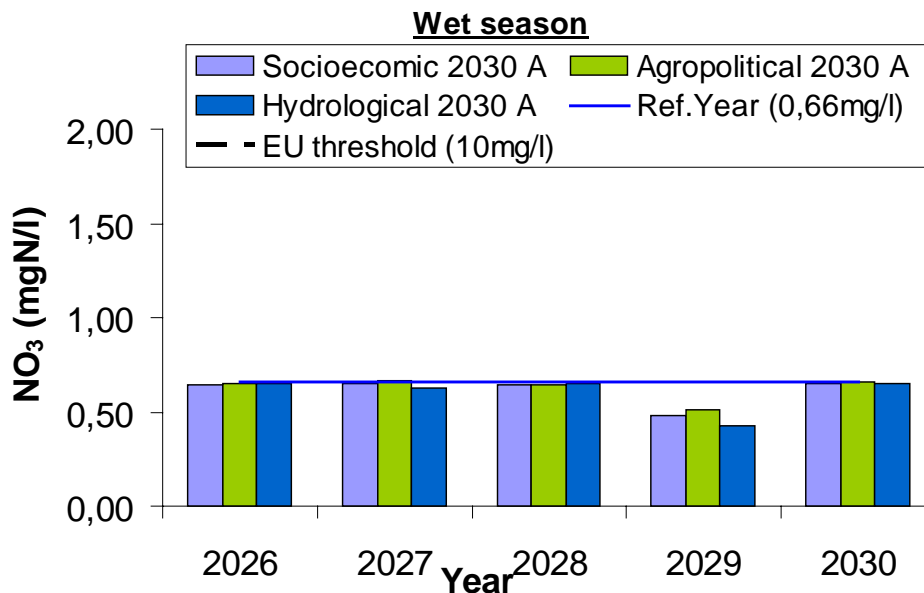 Wet season
Socioecomic 2030 A
Agropolitical 2030 A
Hydrological 2030 A
Ref.Year (0,66mg/l)
EU threshold (10mg/l)
NO₃ (mgN/l)
2,00
1,50
1,00
0,50
0,00
2026 2027 2028 2029 2030
Year